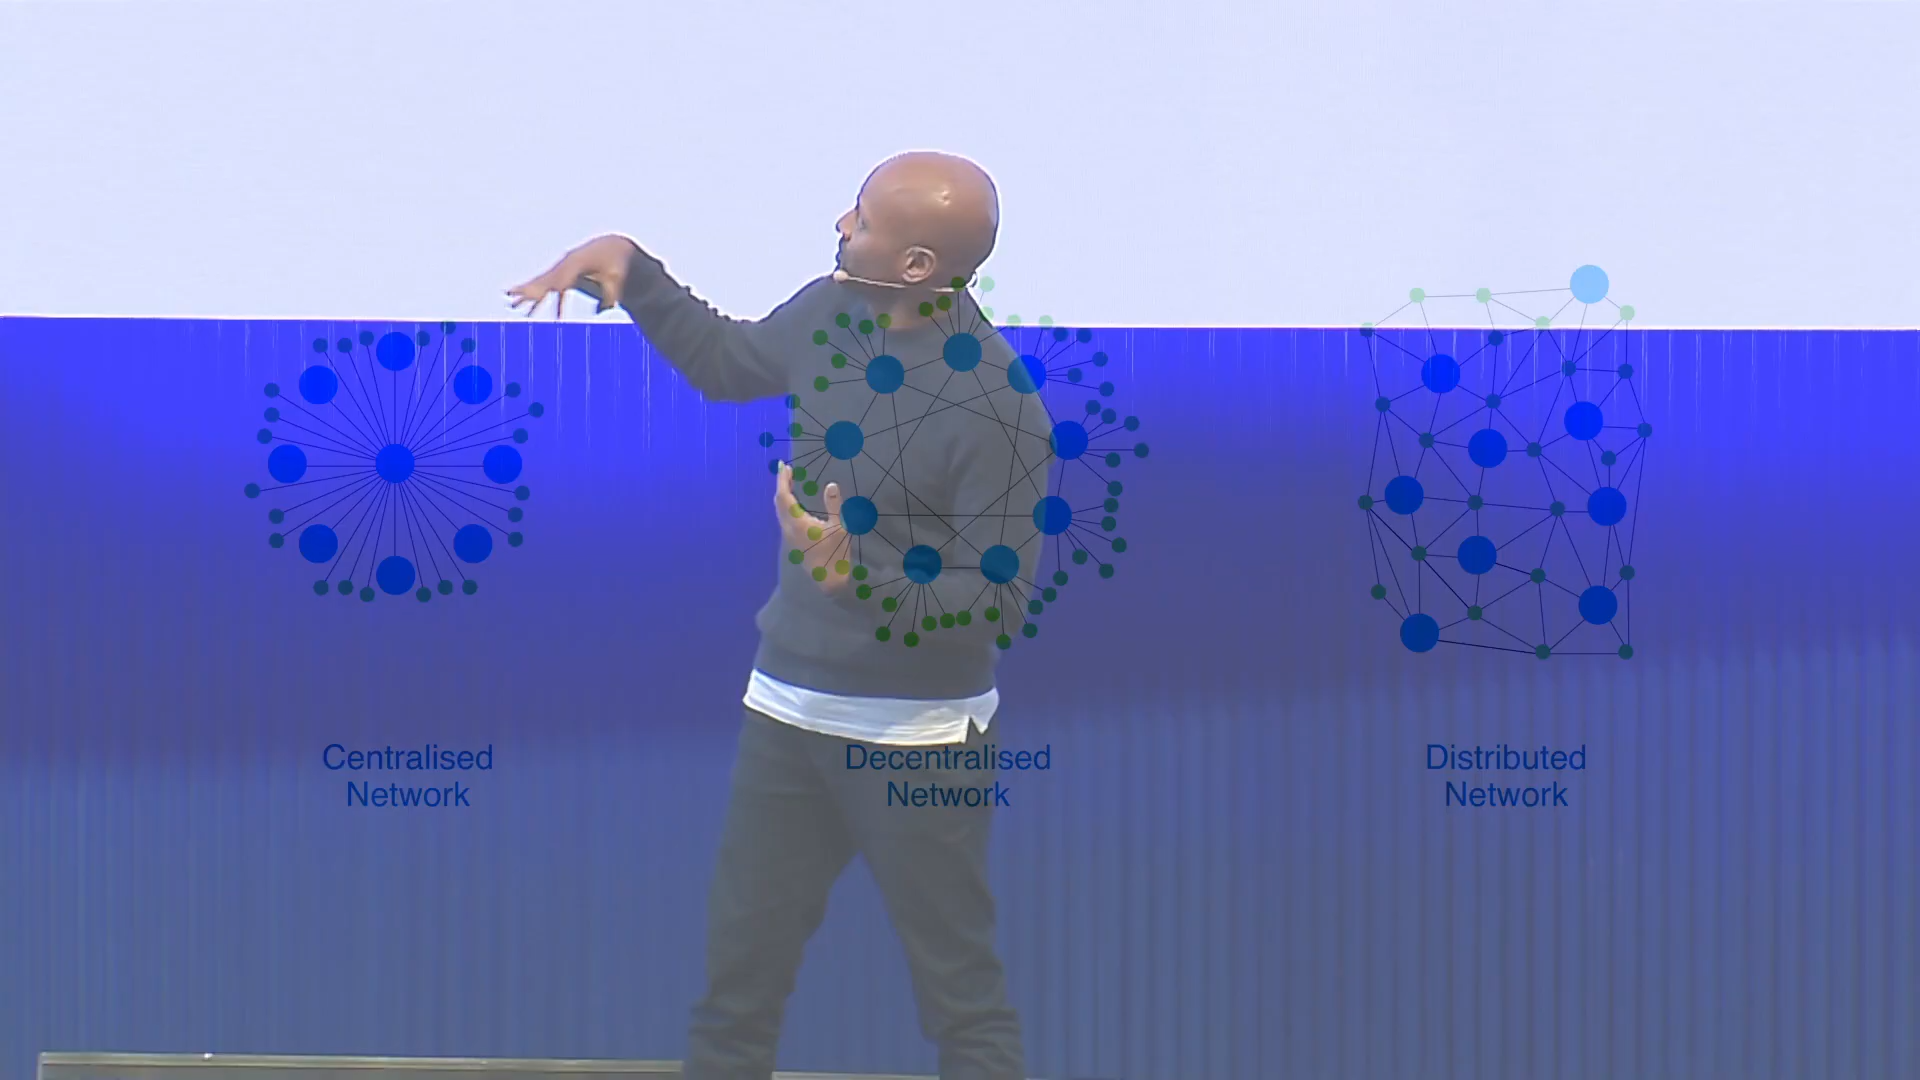 Centralised
Network
Decentralised
Network
Distributed
Network